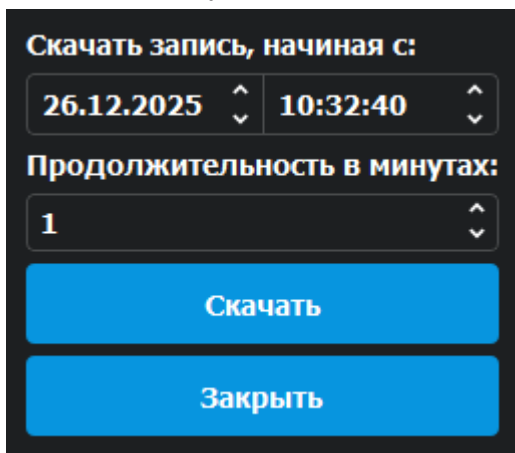 Скачать запись, начиная с:
26.12.2025 10:32:40
Продолжительность в минутах:
1
Скачать
Закрыть